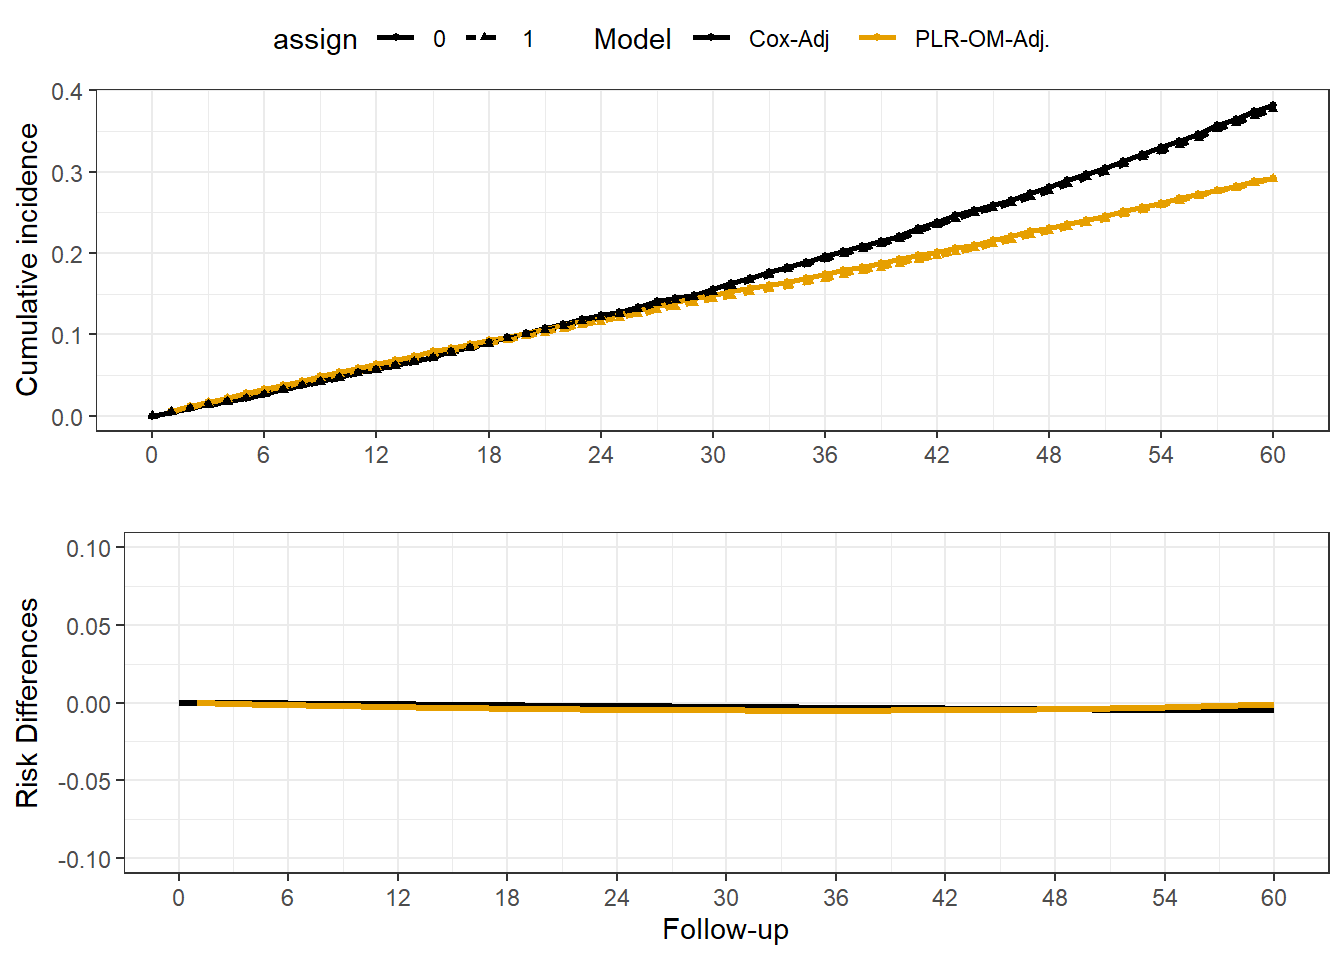 assign 0 1 Model Cox-Adj PLR-OM-Adj.
Cumulative incidence
0.4
0.3
0.2
0.1
0.0
0 6 12 18 24 30 36 42 48 54 60
Risk Differences
0.10
0.05
0.00
-0.05
-0.10
0 6 12 18 24 30 36 42 48 54 60
Follow-up